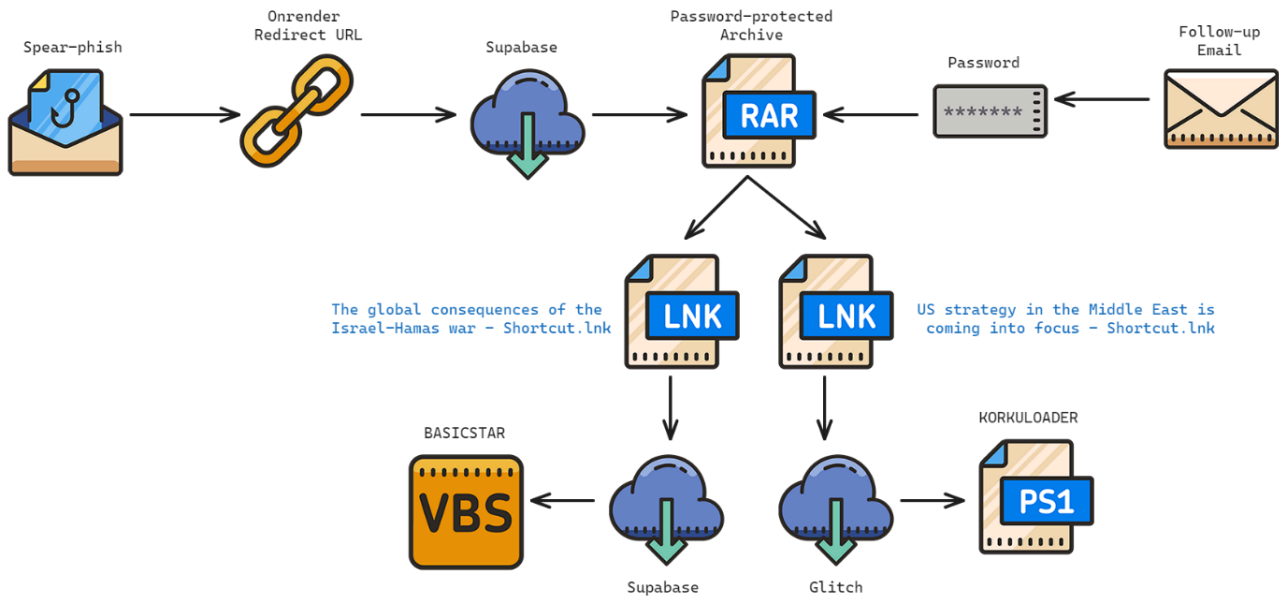 Spear-phish
Onrender
Redirect URL
Supabase
Password-protected
Archive
RAR
Password
*******
Follow-up
Email
The global consequences of the
Israel-Hamas war - Shortcut.lnk
LNK
LNK
US strategy in the Middle East is
coming into focus - Shortcut.lnk
BASICSTAR
VBS
Supabase
Glitch
KORKULOADER
PS1